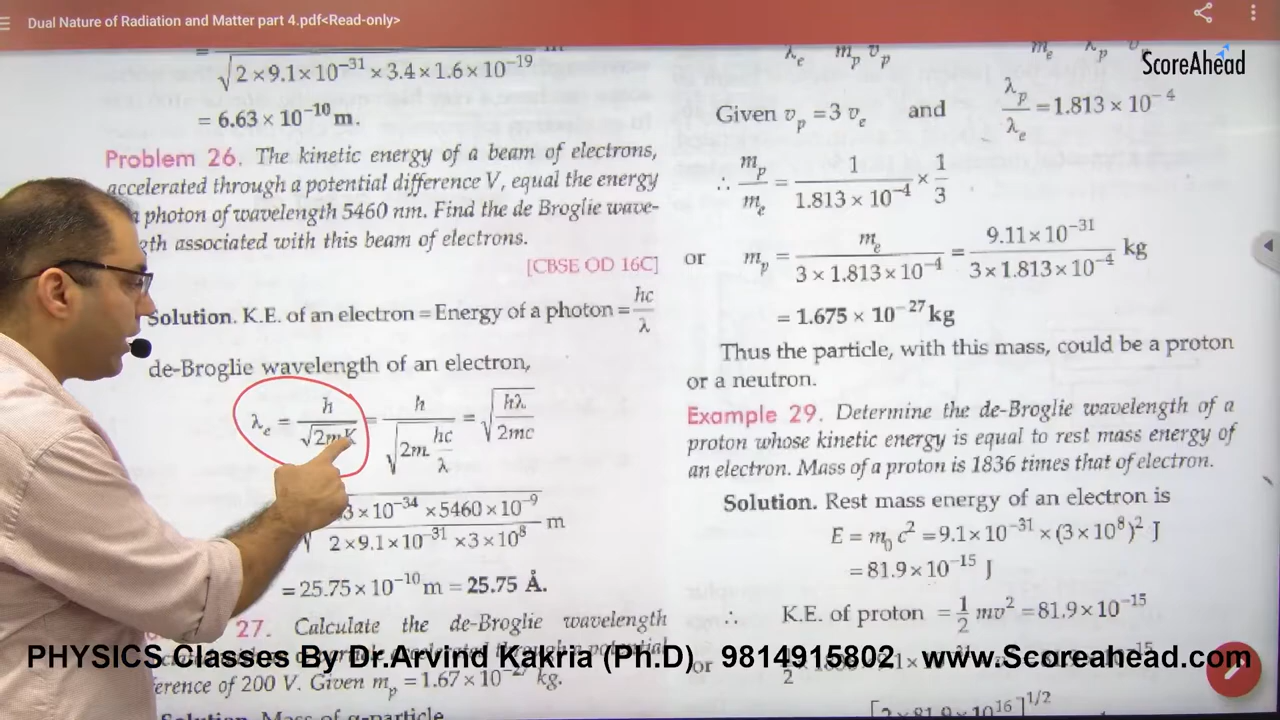 Dual Nature of Radiation and Matter part 4.pdf<Read-only>
ScoreAhead
√2 × 9.1 × 10⁻³¹ × 3.4 × 1.6 × 10⁻¹⁹
= 6.63 × 10⁻¹⁰ m.
Problem 26. The kinetic energy of a beam of electrons,
accelerated through a potential difference V, equal the energy
photon of wavelength 5460 nm. Find the de Broglie wave-
gth associated with this beam of electrons.
[CBSE OD 16C]
Solution. K.E. of an electron = Energy of a photon = hc/λ
de-Broglie wavelength of an electron,
λₑ = h/√2mK = h/√(2m hc/λ) = √(hλ/2mc)
3 × 10⁻³⁴ × 5460 × 10⁻⁹ / 2 × 9.1 × 10⁻³¹ × 3 × 10⁸ m
= 25.75 × 10⁻¹⁰ m = 25.75 Å.
27. Calculate the de-Broglie wavelength
ference of 200 V. Given mₚ = 1.67 × 10⁻²⁷ kg.
Solution. Mass of α-particle
λₑ mₚ vₚ
Given vₚ = 3 vₑ and λₚ/λₑ = 1.813 × 10⁻⁴
∴ mₚ/mₑ = 1/1.813 × 10⁻⁴ × 1/3
or mₚ = mₑ/3 × 1.813 × 10⁻⁴ = 9.11 × 10⁻³¹/3 × 1.813 × 10⁻⁴ kg
= 1.675 × 10⁻²⁷ kg
Thus the particle, with this mass, could be a proton
or a neutron.
Example 29. Determine the de-Broglie wavelength of a
proton whose kinetic energy is equal to rest mass energy of
an electron. Mass of a proton is 1836 times that of electron.
Solution. Rest mass energy of an electron is
E = m₀ c² = 9.1 × 10⁻³¹ × (3 × 10⁸)² J
= 81.9 × 10⁻¹⁵ J
∴ K.E. of proton = 1/2 mv² = 81.9 × 10⁻¹⁵
or
PHYSICS Classes By Dr.Arvind Kakria (Ph.D) 9814915802 www.Scoreahead.com